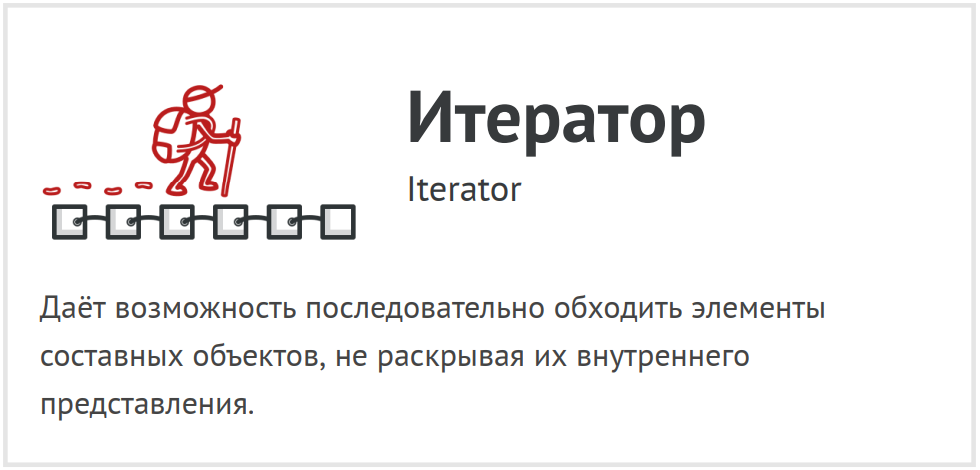 Итератор
Iterator
Даёт возможность последовательно обходить элементы
составных объектов, не раскрывая их внутреннего
представления.